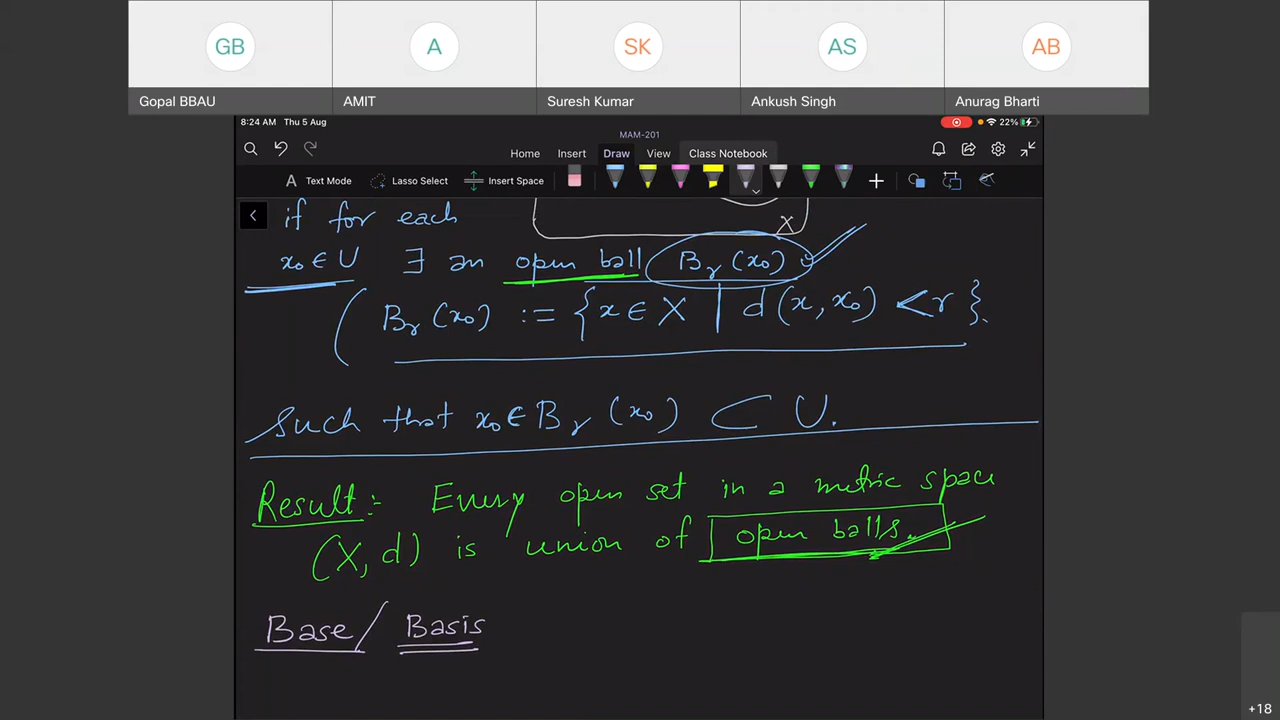 GB
A
SK
AS
AB
Gopal BBAU
AMIT
Suresh Kumar
Ankush Singh
Anurag Bharti
8:24 AM Thu 5 Aug
22%
MAM-201
Home Insert Draw View Class Notebook
A Text Mode Lasso Select Insert Space
if for each
X
x₀ ∈ U ∃ an open ball Bᵣ(x₀)
( Bᵣ(x₀) := {x ∈ X | d(x, x₀) < r}.
Such that x₀ ∈ Bᵣ(x₀) ⊂ U.
Result:- Every open set in a metric space
(X, d) is union of open balls.
Base/ Basis
+18